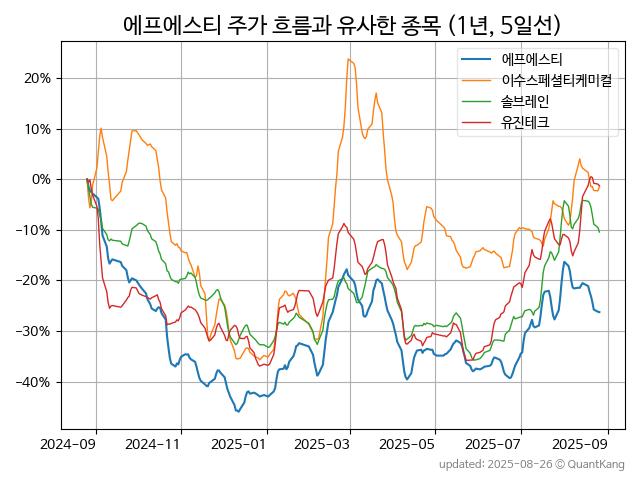 에프에스티 주가 흐름과 유사한 종목 (1년, 5일선)
에프에스티
이수스페셜티케미컬
솔브레인
유진테크
20%
10%
0%
−10%
−20%
−30%
−40%
2024-09 2024-11 2025-01 2025-03 2025-05 2025-07 2025-09
updated: 2025-08-26 © QuantKang